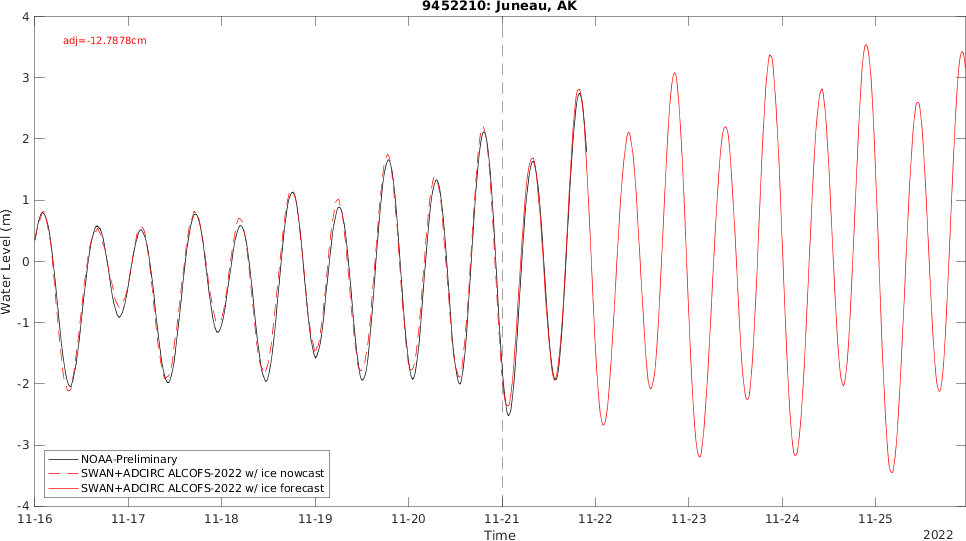 9452210: Juneau, AK
adj=-12.7878cm
4
3
2
1
0
-1
-2
-3
-4
Water Level (m)
NOAA-Preliminary
SWAN+ADCIRC ALCOFS-2022 w/ ice nowcast
SWAN+ADCIRC ALCOFS-2022 w/ ice forecast
11-16 11-17 11-18 11-19 11-20 11-21 11-22 11-23 11-24 11-25
Time
2022